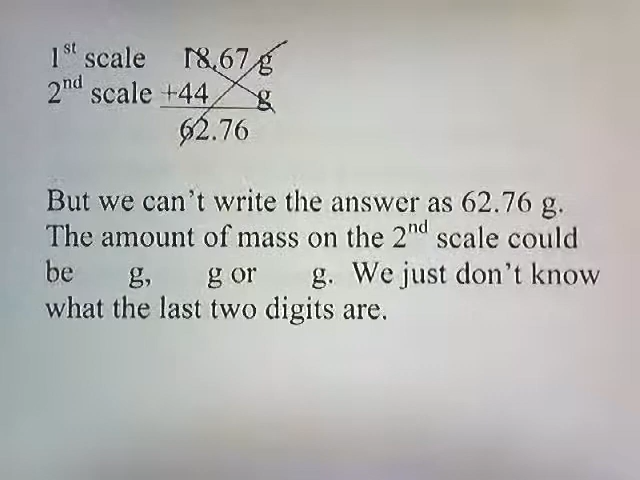 1st scale 18.67 g
2nd scale +44 g
62.76
But we can't write the answer as 62.76 g.
The amount of mass on the 2nd scale could
be g, g or g. We just don't know
what the last two digits are.